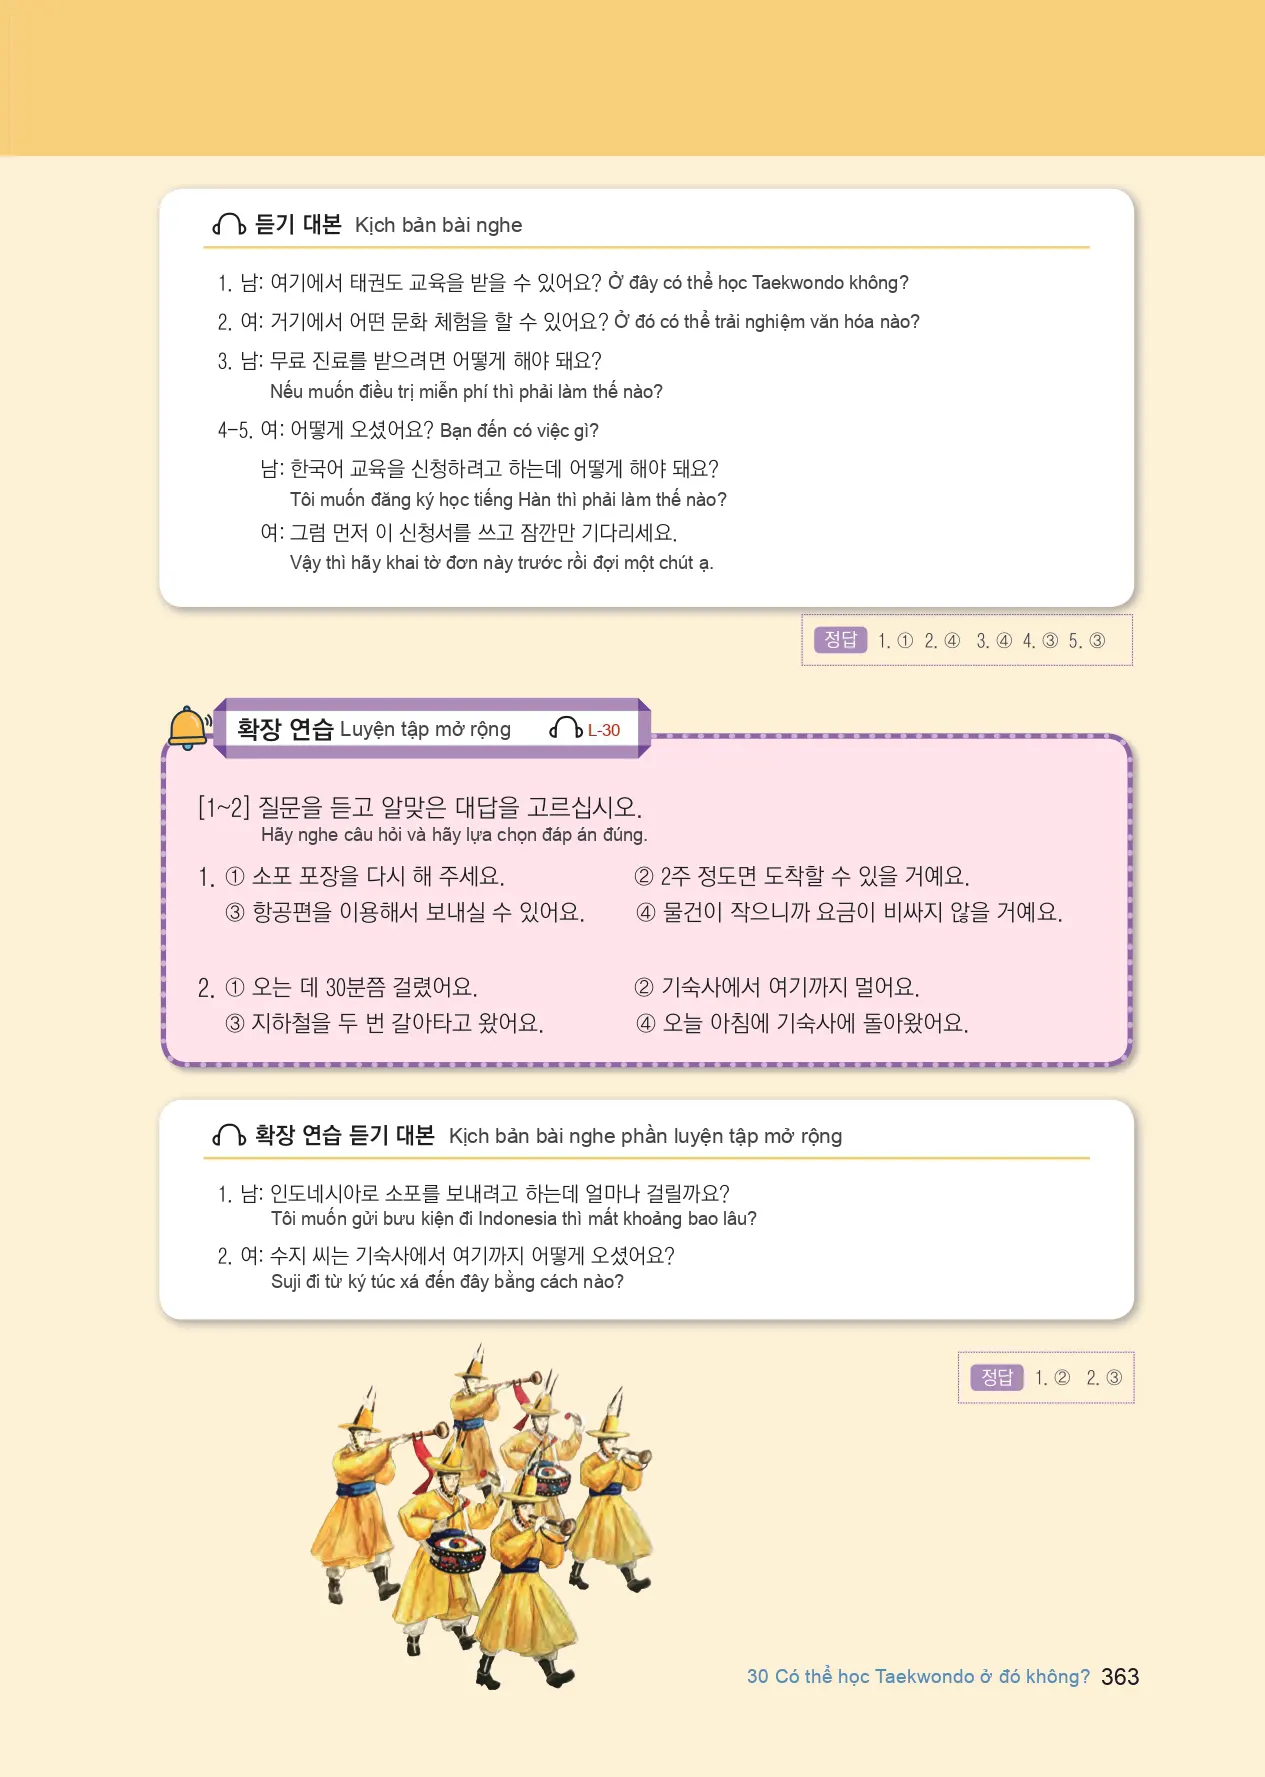 듣기 대본 Kịch bản bài nghe
1. 남: 여기에서 태권도 교육을 받을 수 있어요? Ở đây có thể học Taekwondo không?
2. 여: 거기에서 어떤 문화 체험을 할 수 있어요? Ở đó có thể trải nghiệm văn hóa nào?
3. 남: 무료 진료를 받으려면 어떻게 해야 돼요?
Nếu muốn điều trị miễn phí thì phải làm thế nào?
4-5. 여: 어떻게 오셨어요? Bạn đến có việc gì?
남: 한국어 교육을 신청하려고 하는데 어떻게 해야 돼요?
Tôi muốn đăng ký học tiếng Hàn thì phải làm thế nào?
여: 그럼 먼저 이 신청서를 쓰고 잠깐만 기다리세요.
Vậy thì hãy khai tờ đơn này trước rồi đợi một chút ạ.
정답 1. ① 2. ④ 3. ④ 4. ③ 5. ③
확장 연습 Luyện tập mở rộng L-30
[1~2] 질문을 듣고 알맞은 대답을 고르십시오.
Hãy nghe câu hỏi và hãy lựa chọn đáp án đúng.
1. ① 소포 포장을 다시 해 주세요. ② 2주 정도면 도착할 수 있을 거예요.
③ 항공편을 이용해서 보내실 수 있어요. ④ 물건이 작으니까 요금이 비싸지 않을 거예요.
2. ① 오는 데 30분쯤 걸렸어요. ② 기숙사에서 여기까지 멀어요.
③ 지하철을 두 번 갈아타고 왔어요. ④ 오늘 아침에 기숙사에 돌아왔어요.
확장 연습 듣기 대본 Kịch bản bài nghe phần luyện tập mở rộng
1. 남: 인도네시아로 소포를 보내려고 하는데 얼마나 걸릴까요?
Tôi muốn gửi bưu kiện đi Indonesia thì mất khoảng bao lâu?
2. 여: 수지 씨는 기숙사에서 여기까지 어떻게 오셨어요?
Suji đi từ ký túc xá đến đây bằng cách nào?
정답 1. ② 2. ③
30 Có thể học Taekwondo ở đó không? 363